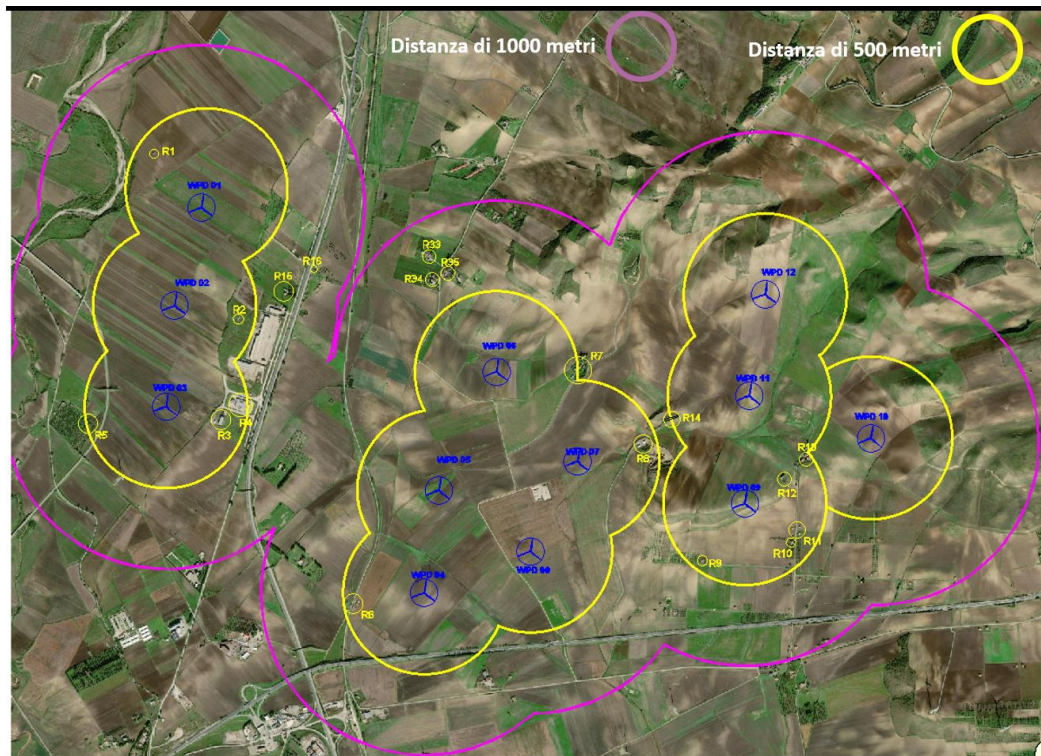 Distanza di 1000 metri
Distanza di 500 metri
R1
WPD 01
R33
R15
R35
R34
WPD 12
R16
WPD 02
R2
WPD 06
R7
WPD 03
WPD 11
R3
R4
R5
R14
WPD 10
R8
WPD 05
WPD 07
R13
R12
WPD 09
R11
R10
R9
WPD 08
WPD 04
R6